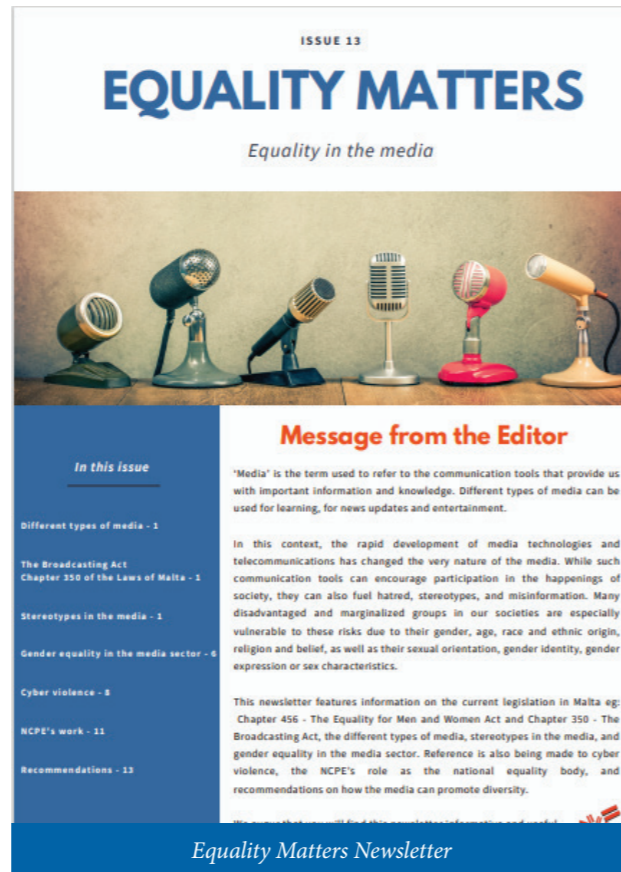 ISSUE 13
EQUALITY MATTERS
Equality in the media
In this issue
Different types of media - 1
The Broadcasting Act
Chapter 350 of the Laws of Malta - 1
Stereotypes in the media - 1
Gender equality in the media sector - 6
Cyber violence - 8
NCPE's work - 11
Recommendations - 13
Message from the Editor
'Media' is the term used to refer to the communication tools that provide us
with important information and knowledge. Different types of media can be
used for learning, for news updates and entertainment.
In this context, the rapid development of media technologies and
telecommunications has changed the very nature of the media. While such
communication tools can encourage participation in the happenings of
society, they can also fuel hatred, stereotypes, and misinformation. Many
disadvantaged and marginalized groups in our societies are especially
vulnerable to these risks due to their gender, age, race and ethnic origin,
religion and belief, as well as their sexual orientation, gender identity, gender
expression or sex characteristics.
This newsletter features information on the current legislation in Malta eg:
Chapter 456 - The Equality for Men and Women Act and Chapter 350 - The
Broadcasting Act, the different types of media, stereotypes in the media, and
gender equality in the media sector. Reference is also being made to cyber
violence, the NCPE's role as the national equality body, and
recommendations on how the media can promote diversity.
that you will find this newsletter informative and useful
Equality Matters Newsletter